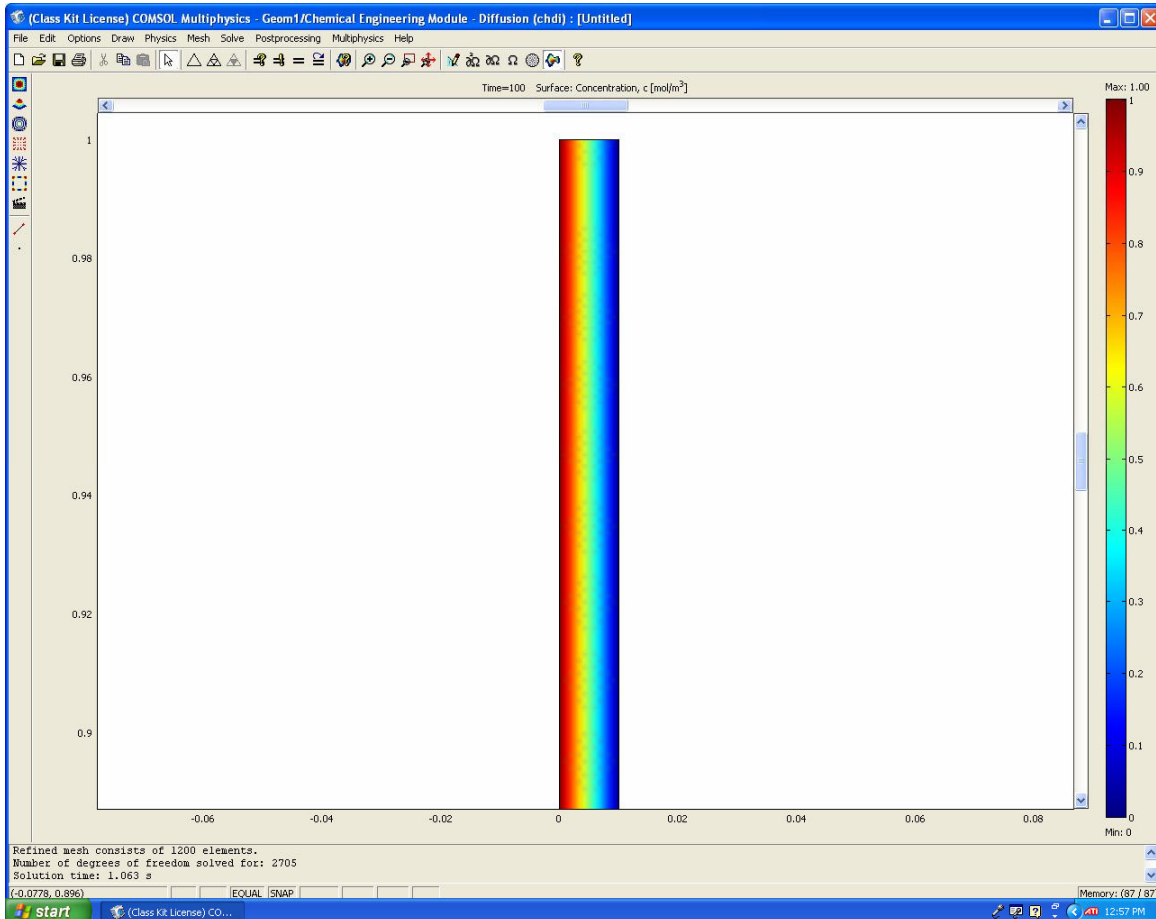 (Class Kit License) COMSOL Multiphysics - Geom1/Chemical Engineering Module - Diffusion (chdi) : [Untitled]
File Edit Options Draw Physics Mesh Solve Postprocessing Multiphysics Help
Time=100 Surface: Concentration, c [mol/m³]
Max: 1.00
1
0.98
0.96
0.94
0.92
0.9
-0.06 -0.04 -0.02 0 0.02 0.04 0.06 0.08
1
0.9
0.8
0.7
0.6
0.5
0.4
0.3
0.2
0.1
0
Min: 0
Refined mesh consists of 1200 elements.
Number of degrees of freedom solved for: 2705
Solution time: 1.063 s
(-0.0778, 0.896) EQUAL SNAP Memory: (87 / 87
start (Class Kit License) CO... ATI 12:57 PM